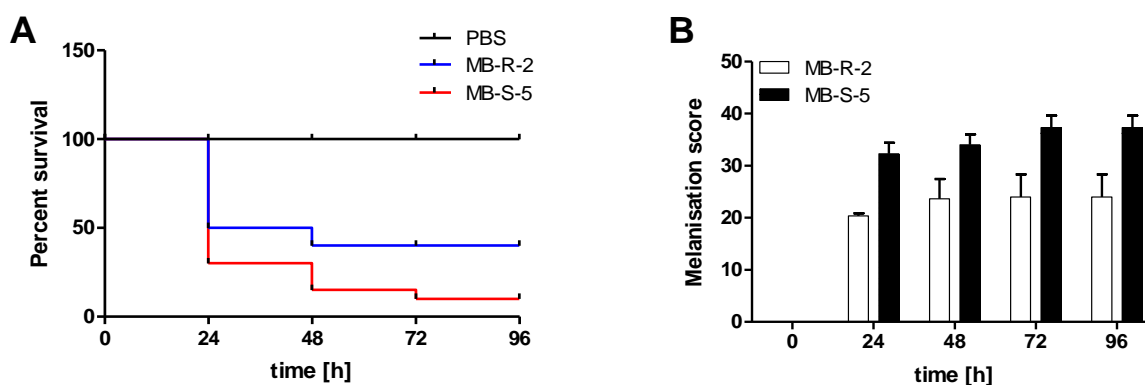 A
Percent survival
150
100
50
0
PBS
MB-R-2
MB-S-5
0 24 48 72 96
time [h]
B
Melanisation score
50
40
30
20
10
0
MB-R-2
MB-S-5
0 24 48 72 96
time [h]